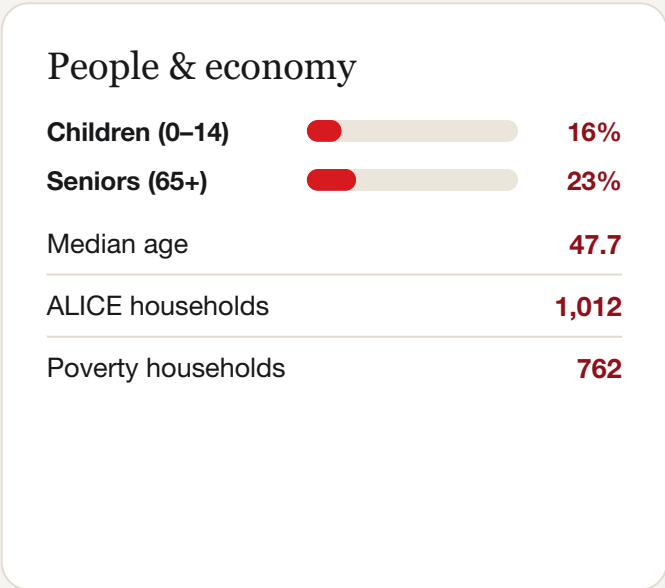 People & economy
Children (0–14) 16%
Seniors (65+) 23%
Median age 47.7
ALICE households 1,012
Poverty households 762